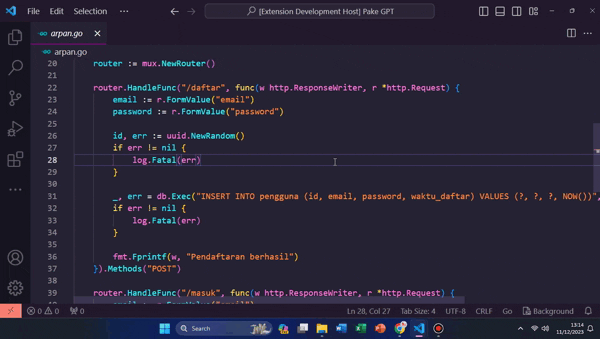 File Edit Selection ··· [Extension Development Host] Pake GPT
arpan.go
arpan.go
20 router := mux.NewRouter()
21
22 router.HandleFunc("/daftar", func(w http.ResponseWriter, r *http.Request) {
23 email := r.FormValue("email")
24 password := r.FormValue("password")
25
26 id, err := uuid.NewRandom()
27 if err != nil {
28 log.Fatal(err)
29 }
30
31 _, err = db.Exec("INSERT INTO pengguna (id, email, password, waktu_daftar) VALUES (?, ?, ?, NOW())",
32 if err != nil {
33 log.Fatal(err)
34 }
35
36 fmt.Fprintf(w, "Pendaftaran berhasil")
37 }).Methods("POST")
38
39 router.HandleFunc("/masuk", func(w http.ResponseWriter, r *http.Request) {
0 0 0 Ln 28, Col 27 Tab Size: 4 UTF-8 CRLF Go Background
Search
13:14
11/12/2023